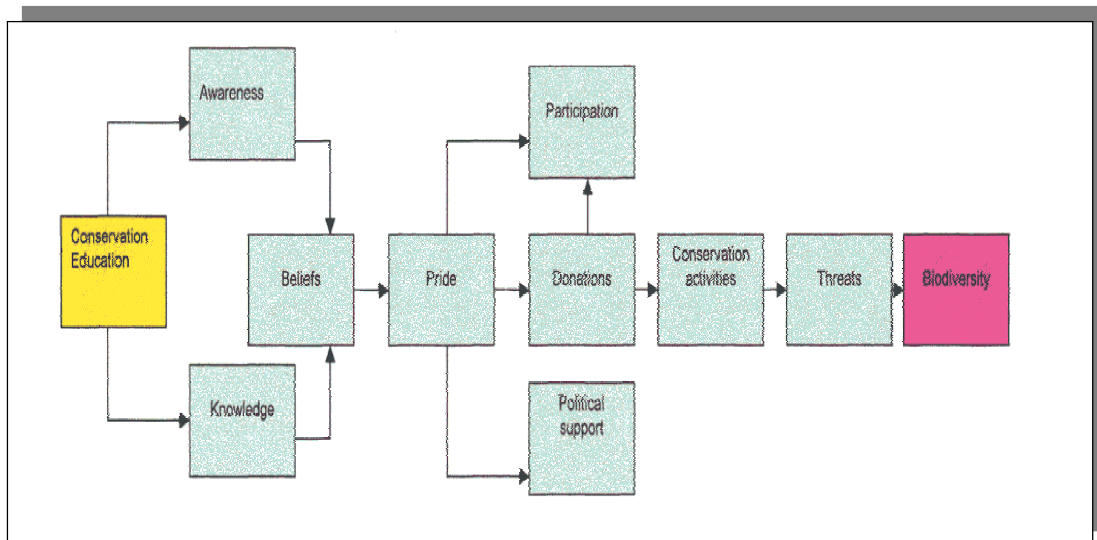 Awareness
Participation
Conservation
Education
Beliefs
Pride
Donations
Conservation
activities
Threats
Biodiversity
Knowledge
Political
support